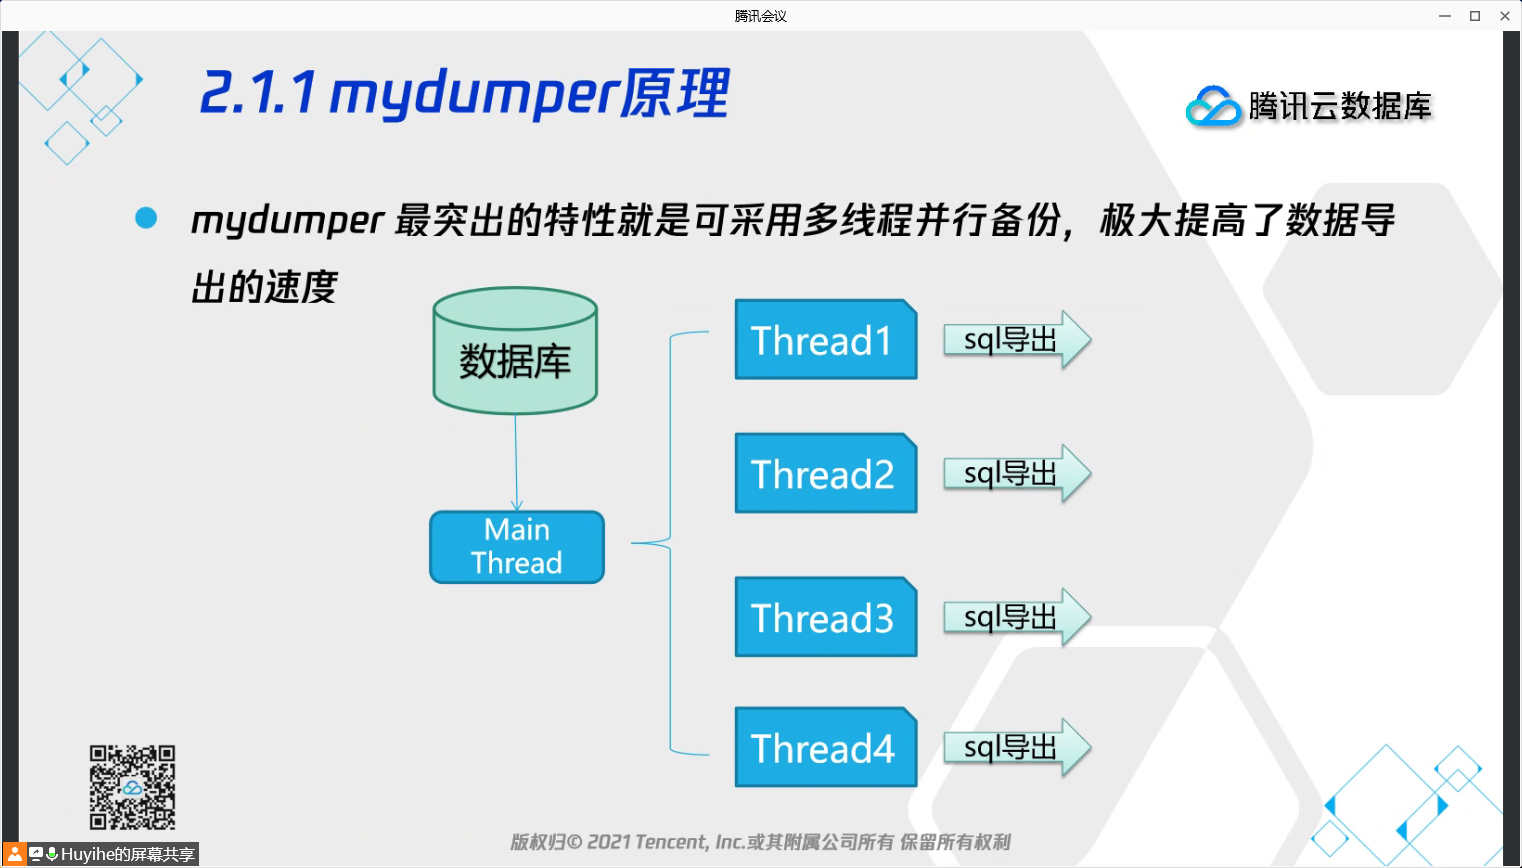 腾讯会议
2.1.1 mydumper原理
腾讯云数据库
mydumper 最突出的特性就是可采用多线程并行备份，极大提高了数据导
出的速度
数据库
Main
Thread
Thread1
sql导出
Thread2
sql导出
Thread3
sql导出
Thread4
sql导出
版权归© 2021 Tencent, Inc.或其附属公司所有 保留所有权利
Huyihe的屏幕共享